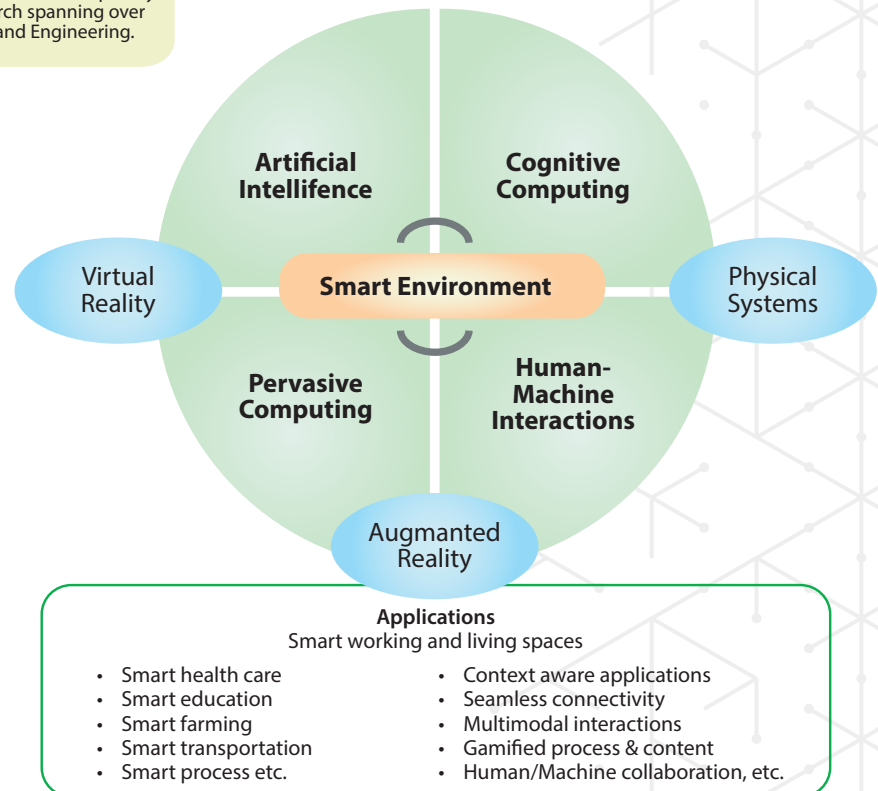 rch spanning over
and Engineering.
Artificial
Intellifence
Cognitive
Computing
Virtual
Reality
Smart Environment
Physical
Systems
Pervasive
Computing
Human-
Machine
Interactions
Augmanted
Reality
Applications
Smart working and living spaces
• Smart health care
• Smart education
• Smart farming
• Smart transportation
• Smart process etc.
• Context aware applications
• Seamless connectivity
• Multimodal interactions
• Gamified process & content
• Human/Machine collaboration, etc.